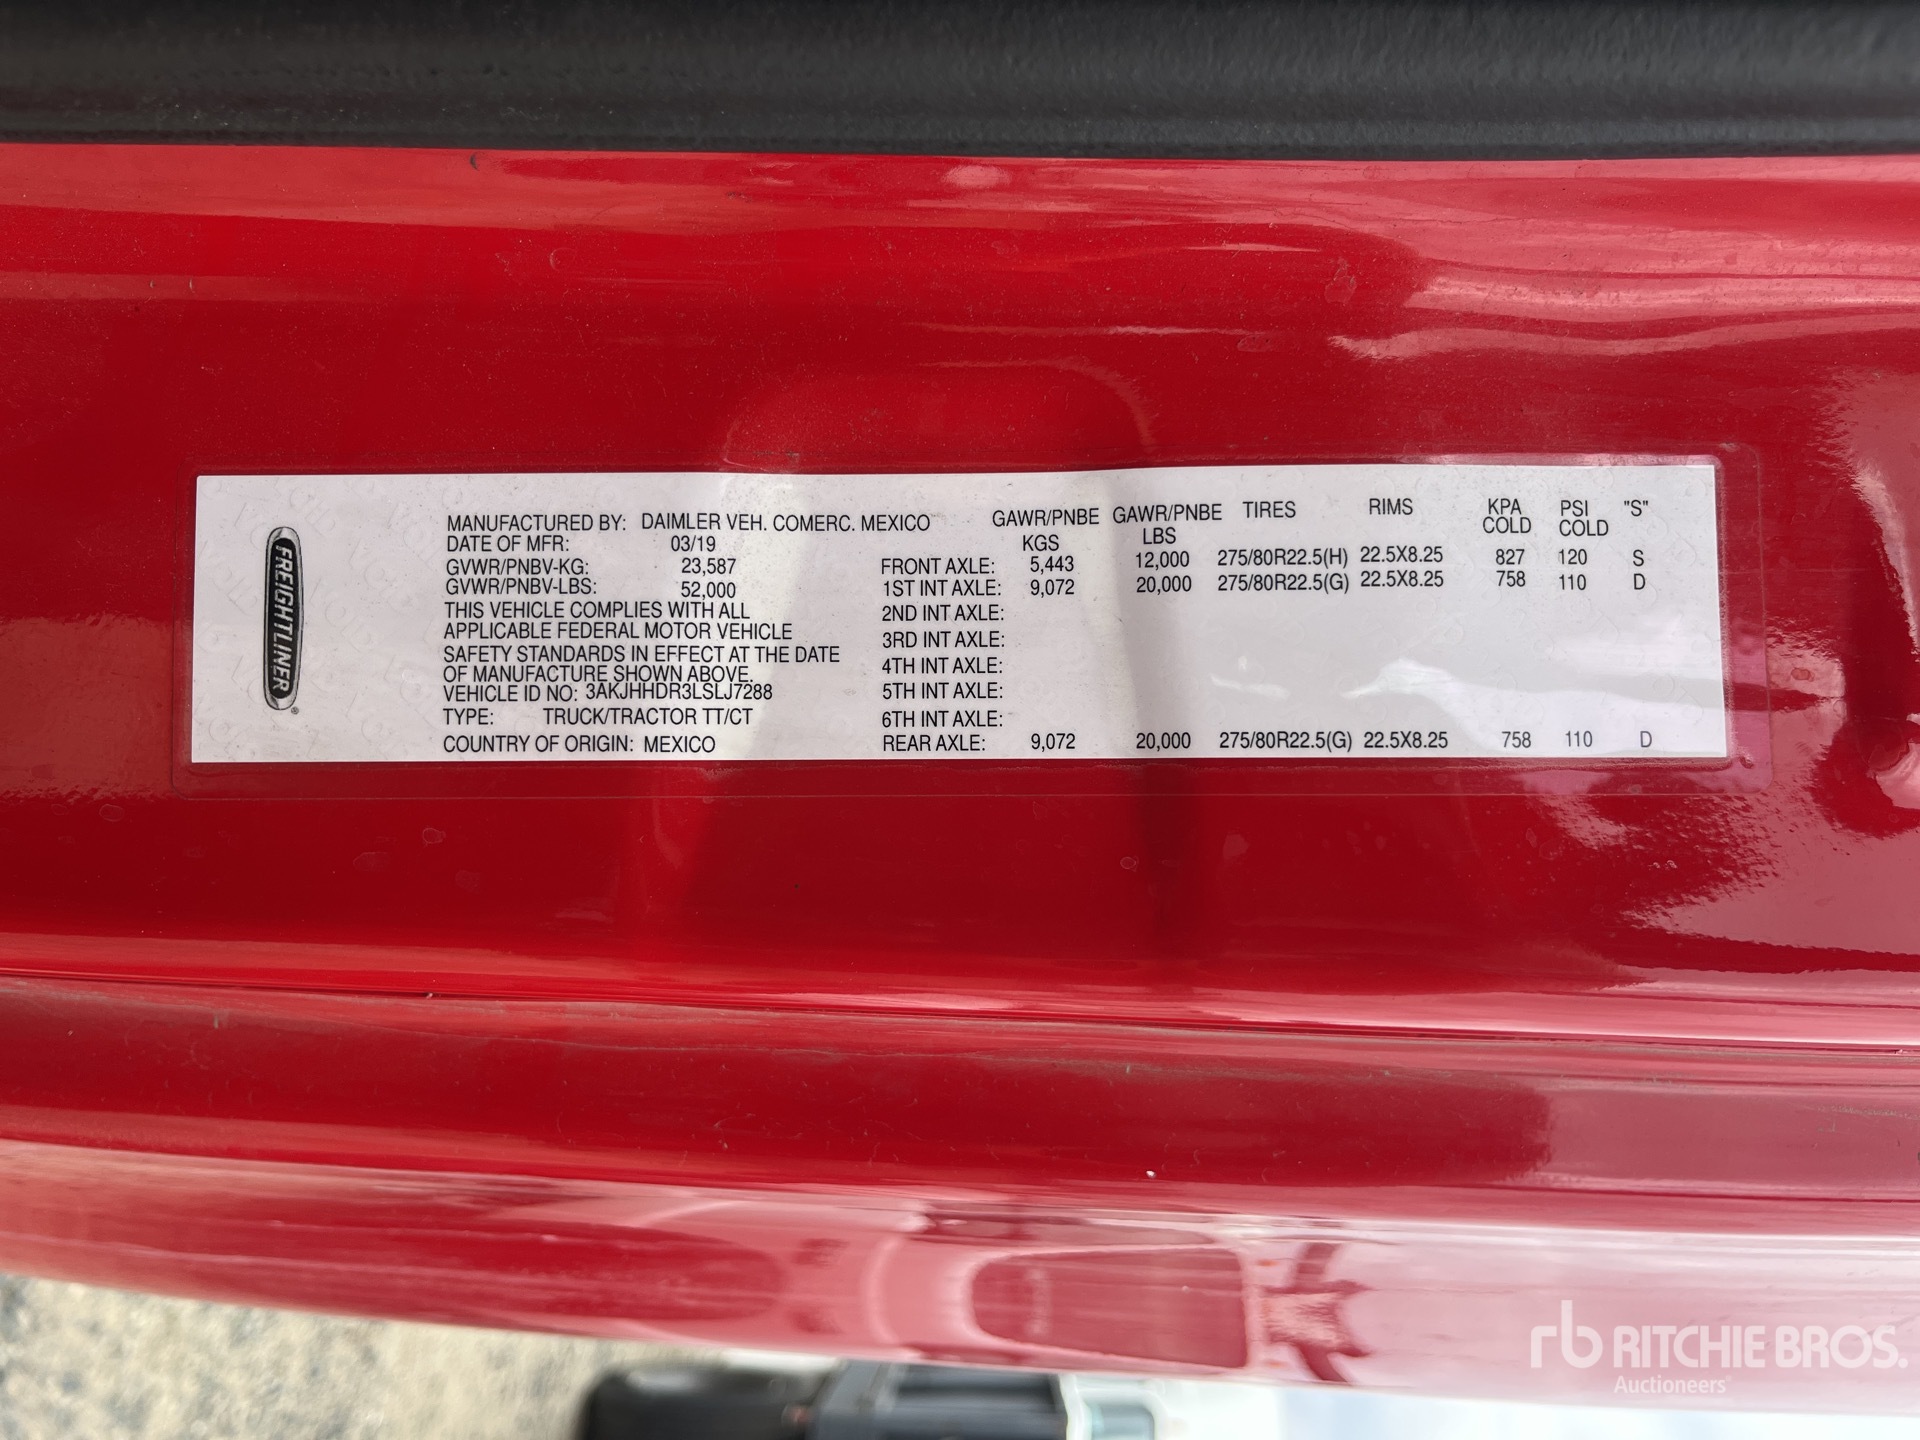 FREIGHTLINER®
MANUFACTURED BY: DAIMLER VEH. COMERC. MEXICO
DATE OF MFR: 03/19
GVWR/PNBV-KG: 23,587
GVWR/PNBV-LBS: 52,000
THIS VEHICLE COMPLIES WITH ALL
APPLICABLE FEDERAL MOTOR VEHICLE
SAFETY STANDARDS IN EFFECT AT THE DATE
OF MANUFACTURE SHOWN ABOVE.
VEHICLE ID NO: 3AKJHHDR3LSLJ7288
TYPE: TRUCK/TRACTOR TT/CT
COUNTRY OF ORIGIN: MEXICO
GAWR/PNBE KGS GAWR/PNBE LBS TIRES RIMS KPA COLD PSI COLD "S"
FRONT AXLE: 5,443 12,000 275/80R22.5(H) 22.5X8.25 827 120 S
1ST INT AXLE: 9,072 20,000 275/80R22.5(G) 22.5X8.25 758 110 D
2ND INT AXLE:
3RD INT AXLE:
4TH INT AXLE:
5TH INT AXLE:
6TH INT AXLE:
REAR AXLE: 9,072 20,000 275/80R22.5(G) 22.5X8.25 758 110 D
rb RITCHIE BROS.
Auctioneers